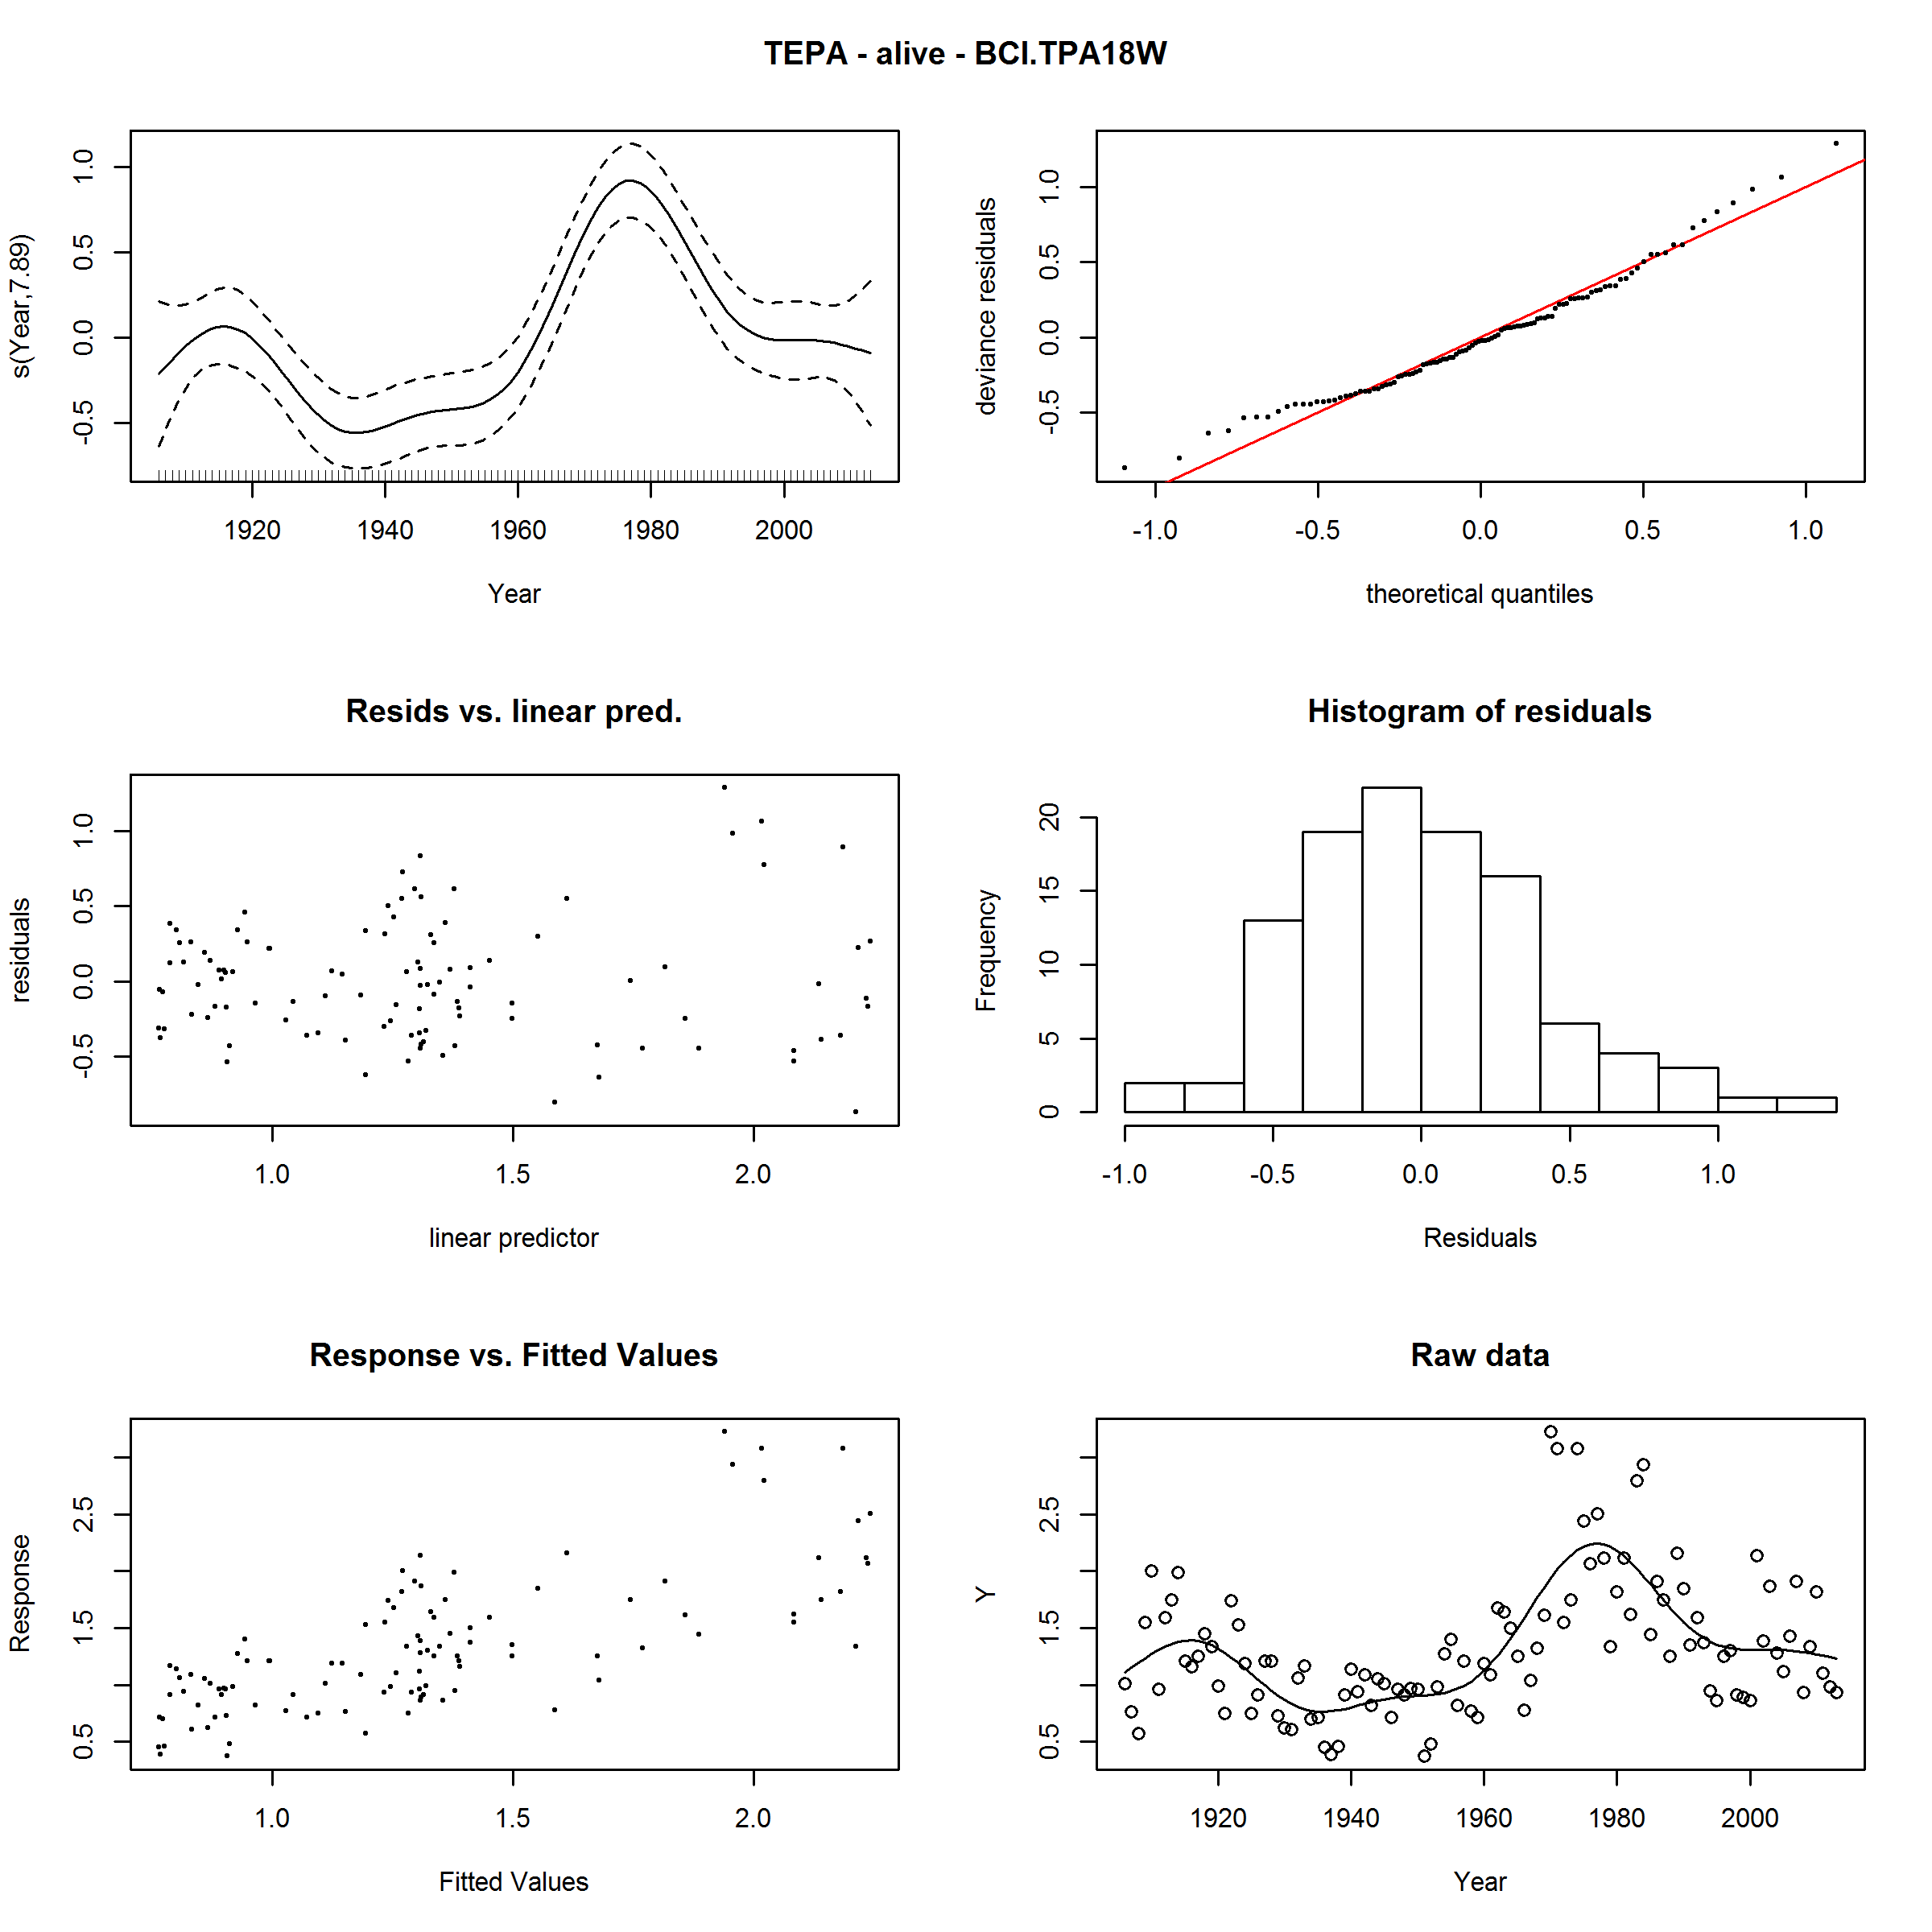 TEPA - alive - BCI.TPA18W
s(Year,7.89)
1.0
0.5
0.0
-0.5
1920 1940 1960 1980 2000
Year
deviance residuals
1.0
0.5
0.0
-0.5
-1.0 -0.5 0.0 0.5 1.0
theoretical quantiles
Resids vs. linear pred.
residuals
1.0
0.5
0.0
-0.5
1.0 1.5 2.0
linear predictor
Histogram of residuals
Frequency
20
15
10
5
0
-1.0 -0.5 0.0 0.5 1.0
Residuals
Response vs. Fitted Values
Response
2.5
1.5
0.5
1.0 1.5 2.0
Fitted Values
Raw data
Y
2.5
1.5
0.5
1920 1940 1960 1980 2000
Year